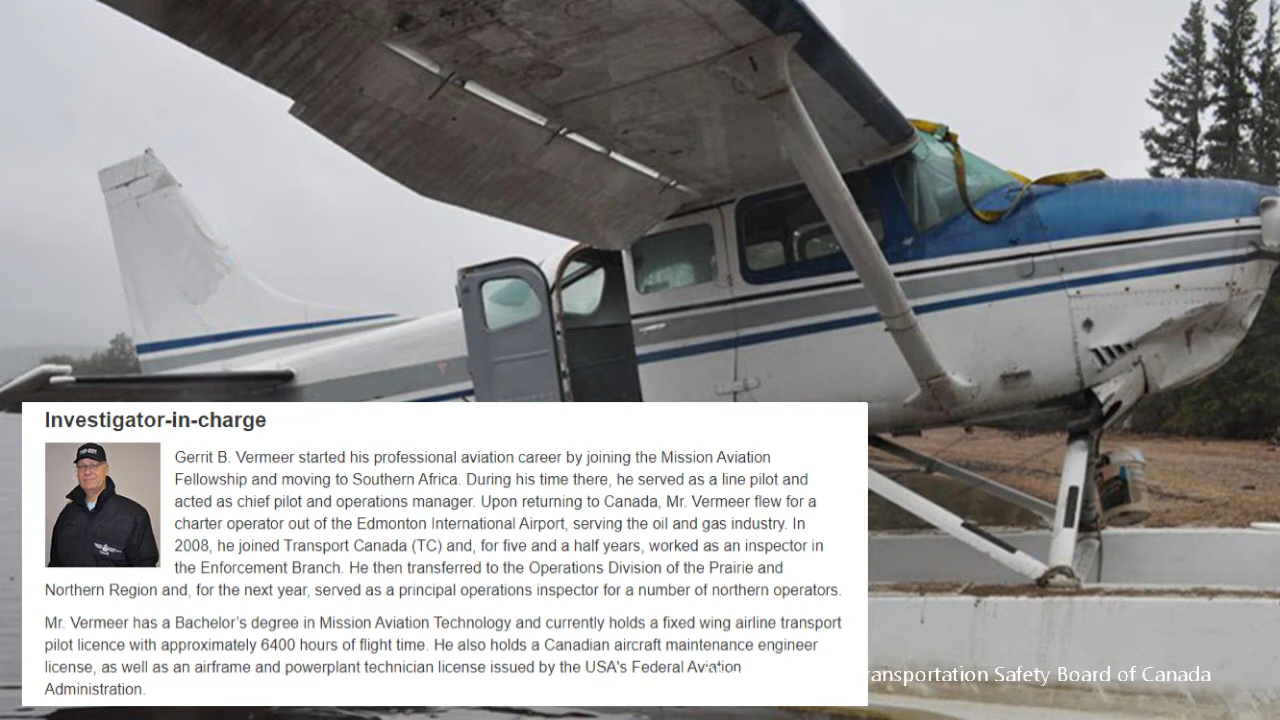 Investigator-in-charge
Gerrit B. Vermeer started his professional aviation career by joining the Mission Aviation
Fellowship and moving to Southern Africa. During his time there, he served as a line pilot and
acted as chief pilot and operations manager. Upon returning to Canada, Mr. Vermeer flew for a
charter operator out of the Edmonton International Airport, serving the oil and gas industry. In
2008, he joined Transport Canada (TC) and, for five and a half years, worked as an inspector in
the Enforcement Branch. He then transferred to the Operations Division of the Prairie and
Northern Region and, for the next year, served as a principal operations inspector for a number of northern operators.
Mr. Vermeer has a Bachelor’s degree in Mission Aviation Technology and currently holds a fixed wing airline transport
pilot licence with approximately 6400 hours of flight time. He also holds a Canadian aircraft maintenance engineer
license, as well as an airframe and powerplant technician license issued by the USA's Federal Aviation
Administration.
ansportation Safety Board of Canada